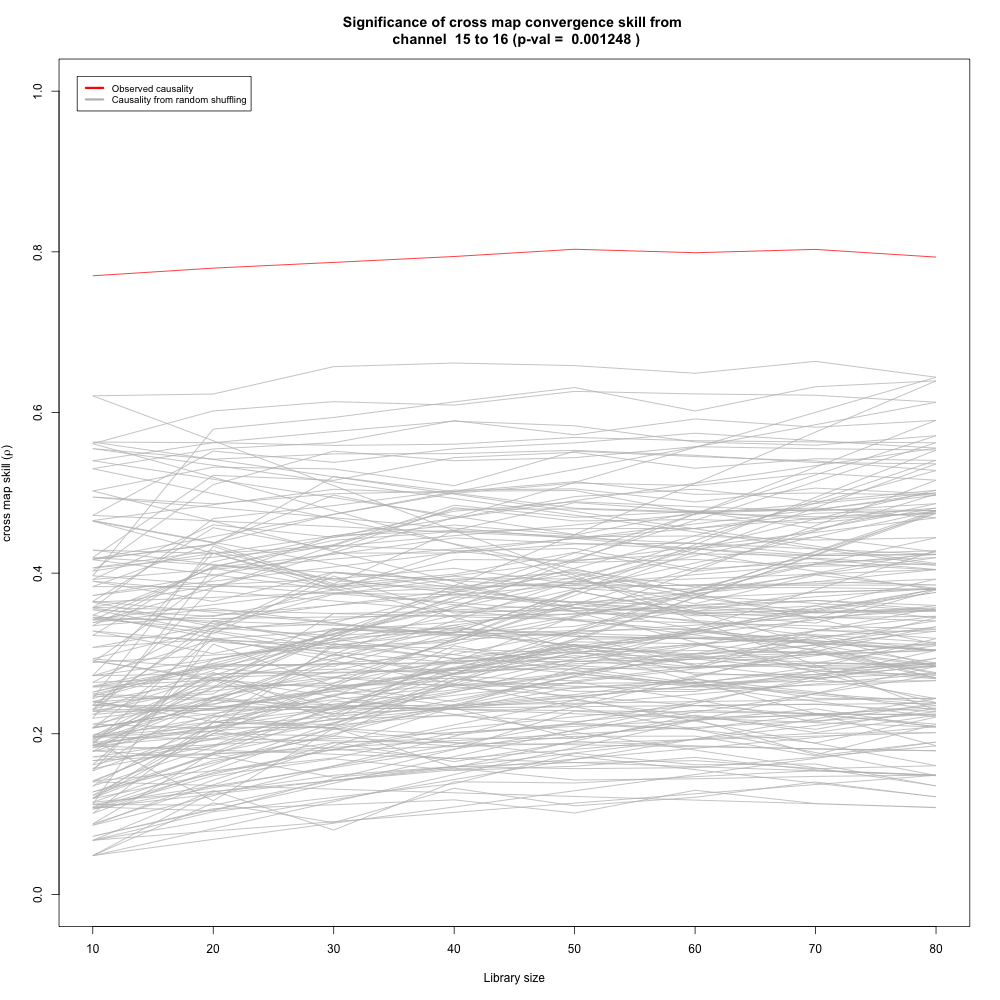 Significance of cross map convergence skill from
channel  15 to 16 (p-val =  0.001248 )
Observed causality
Causality from random shuffling
1.0
0.8
0.6
0.4
0.2
0.0
cross map skill (ρ)
10 20 30 40 50 60 70 80
Library size